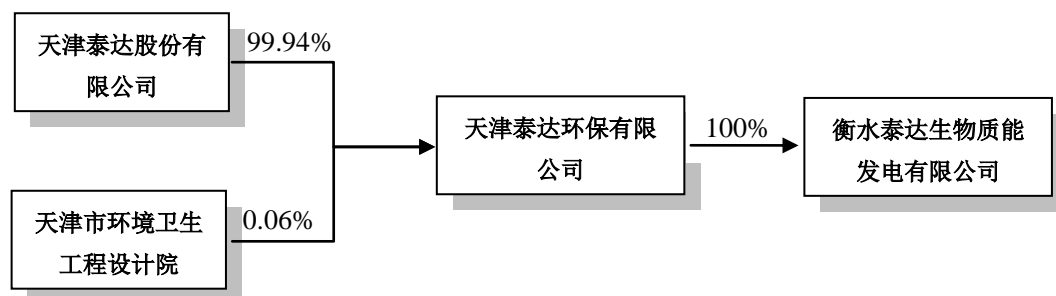 天津泰达股份有
限公司
99.94%
天津市环境卫生
工程设计院
0.06%
天津泰达环保有限
公司
100%
衡水泰达生物质能
发电有限公司